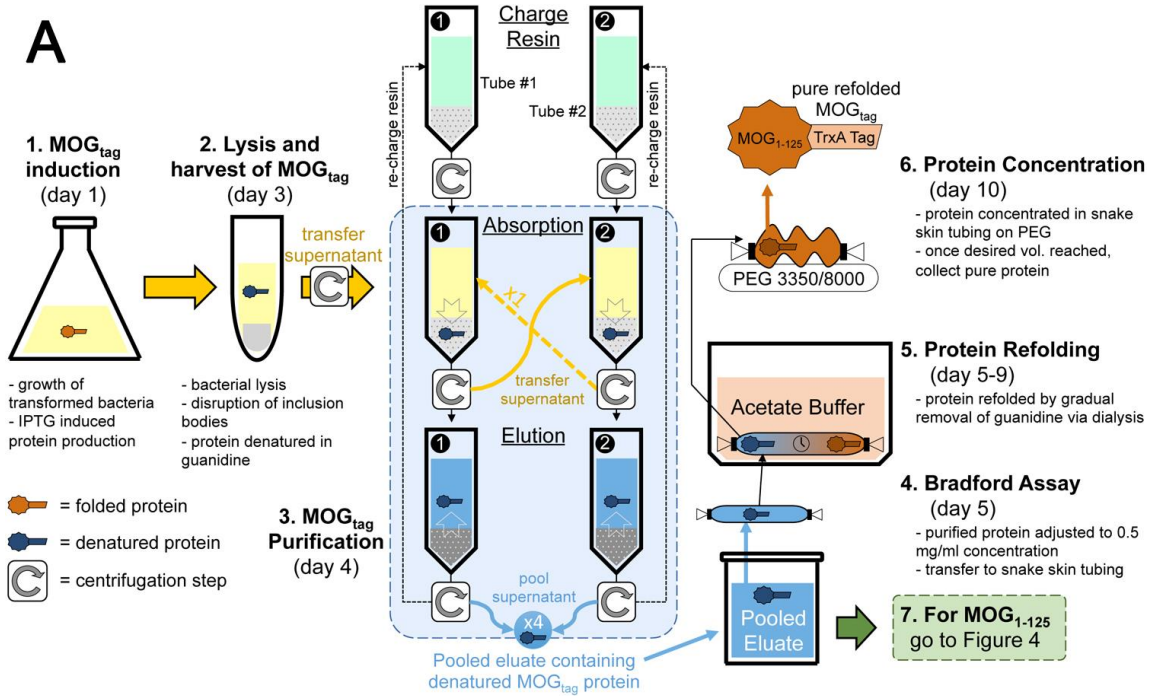 A
1. MOGtag
induction
(day 1)
- growth of
transformed bacteria
- IPTG induced
protein production
2. Lysis and
harvest of MOGtag
(day 3)
- bacterial lysis
- disruption of inclusion
bodies
- protein denatured in
guanidine
transfer
supernatant
= folded protein
= denatured protein
= centrifugation step
3. MOGtag
Purification
(day 4)
Charge
Resin
1
2
Tube #1
Tube #2
re-charge resin
re-charge resin
Absorption
1
2
x1
transfer
supernatant
Elution
1
2
pool
supernatant
x4
Pooled eluate containing
denatured MOGtag protein
Pooled
Eluate
4. Bradford Assay
(day 5)
- purified protein adjusted to 0.5
mg/ml concentration
- transfer to snake skin tubing
5. Protein Refolding
(day 5-9)
- protein refolded by gradual
removal of guanidine via dialysis
Acetate Buffer
6. Protein Concentration
(day 10)
- protein concentrated in snake
skin tubing on PEG
- once desired vol. reached,
collect pure protein
PEG 3350/8000
pure refolded
MOGtag
MOG1-125
TrxA Tag
7. For MOG1-125
go to Figure 4